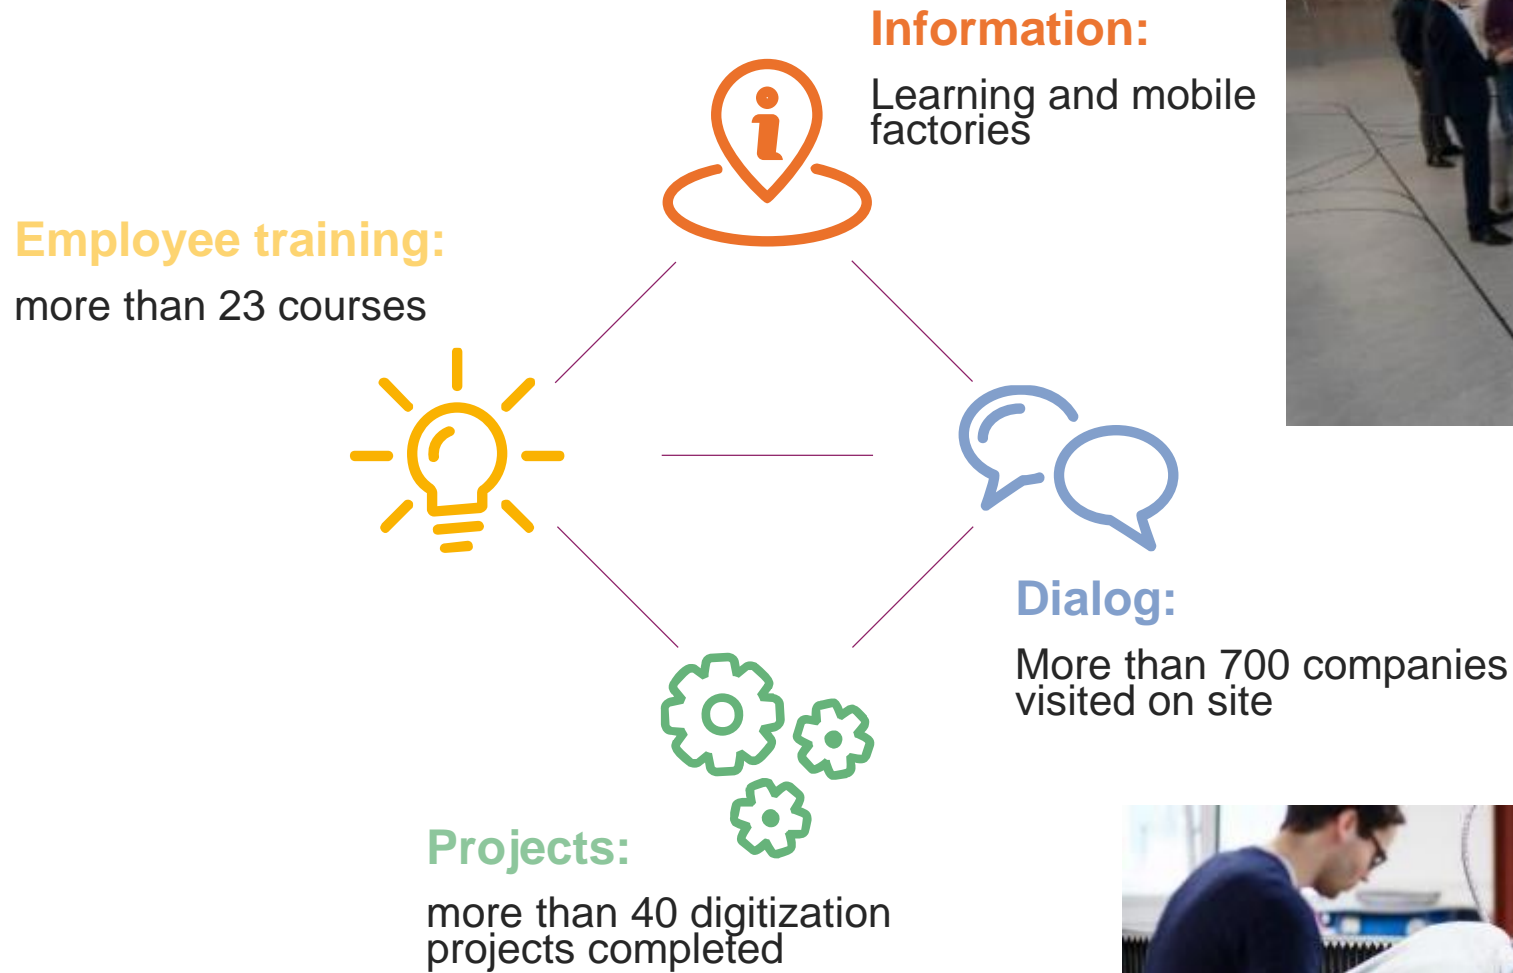 Information:
Learning and mobile
factories
Employee training:
more than 23 courses
Dialog:
More than 700 companies
visited on site
Projects:
more than 40 digitization
projects completed